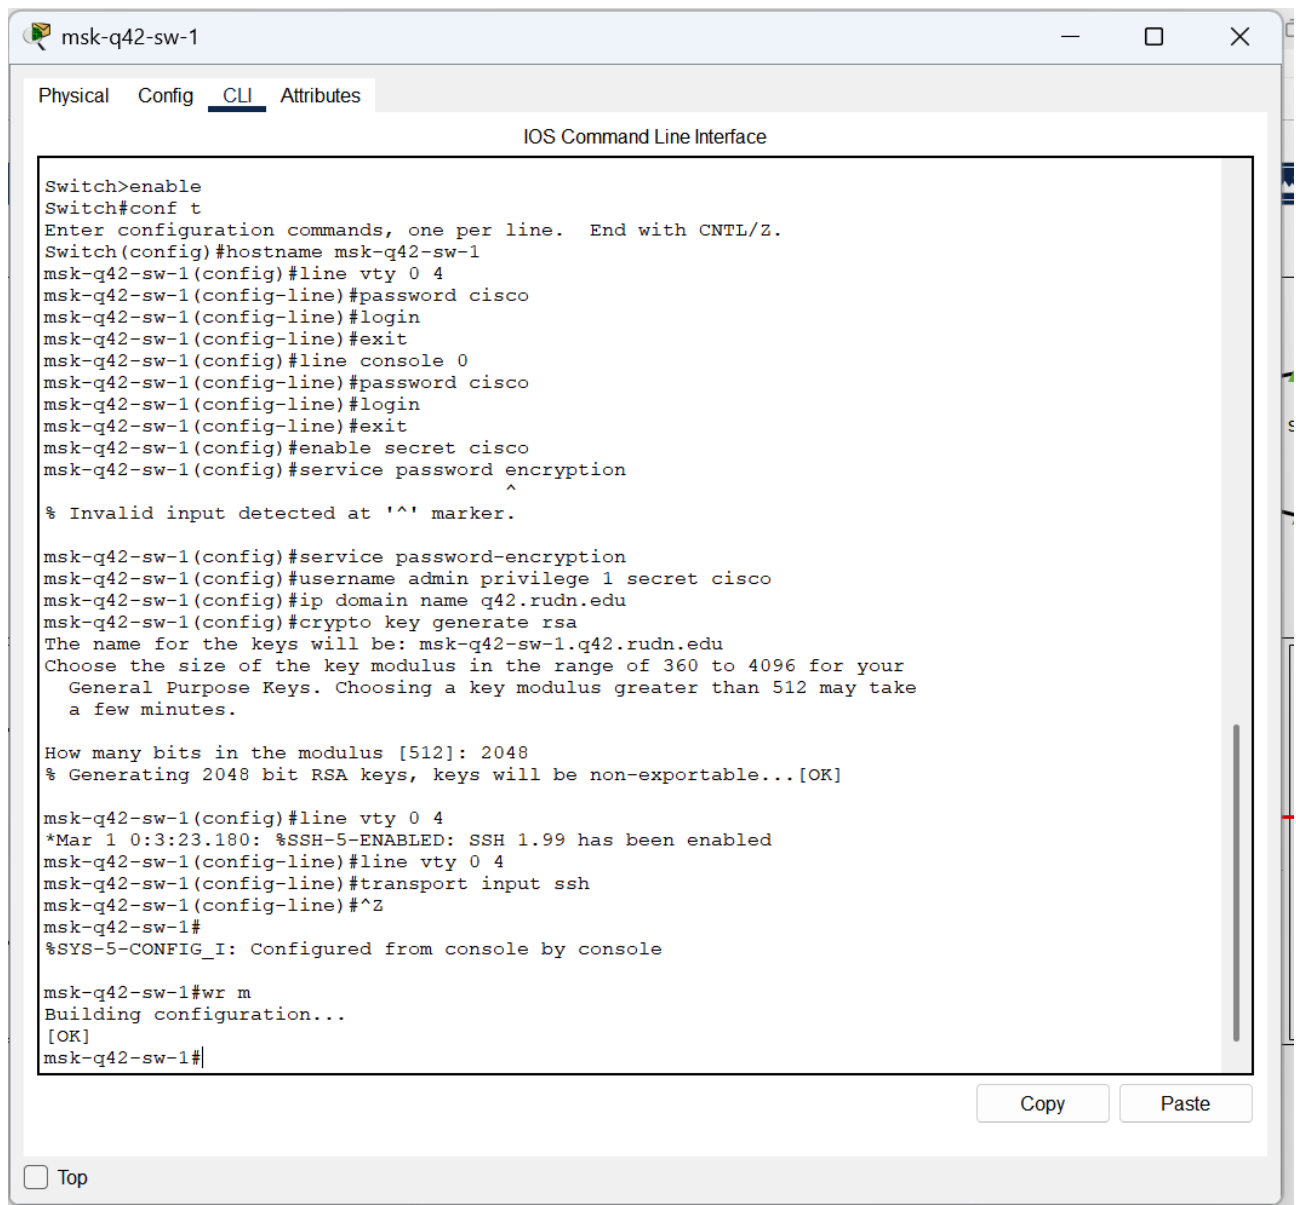 msk-q42-sw-1
Physical Config CLI Attributes
IOS Command Line Interface
Switch>enable
Switch#conf t
Enter configuration commands, one per line.  End with CNTL/Z.
Switch(config)#hostname msk-q42-sw-1
msk-q42-sw-1(config)#line vty 0 4
msk-q42-sw-1(config-line)#password cisco
msk-q42-sw-1(config-line)#login
msk-q42-sw-1(config-line)#exit
msk-q42-sw-1(config)#line console 0
msk-q42-sw-1(config-line)#password cisco
msk-q42-sw-1(config-line)#login
msk-q42-sw-1(config-line)#exit
msk-q42-sw-1(config)#enable secret cisco
msk-q42-sw-1(config)#service password encryption
^
% Invalid input detected at '^' marker.
msk-q42-sw-1(config)#service password-encryption
msk-q42-sw-1(config)#username admin privilege 1 secret cisco
msk-q42-sw-1(config)#ip domain name q42.rudn.edu
msk-q42-sw-1(config)#crypto key generate rsa
The name for the keys will be: msk-q42-sw-1.q42.rudn.edu
Choose the size of the key modulus in the range of 360 to 4096 for your
General Purpose Keys. Choosing a key modulus greater than 512 may take
a few minutes.
How many bits in the modulus [512]: 2048
% Generating 2048 bit RSA keys, keys will be non-exportable...[OK]
msk-q42-sw-1(config)#line vty 0 4
*Mar 1 0:3:23.180: %SSH-5-ENABLED: SSH 1.99 has been enabled
msk-q42-sw-1(config-line)#line vty 0 4
msk-q42-sw-1(config-line)#transport input ssh
msk-q42-sw-1(config-line)#^Z
msk-q42-sw-1#
%SYS-5-CONFIG_I: Configured from console by console
msk-q42-sw-1#wr m
Building configuration...
[OK]
msk-q42-sw-1#
Copy Paste
Top